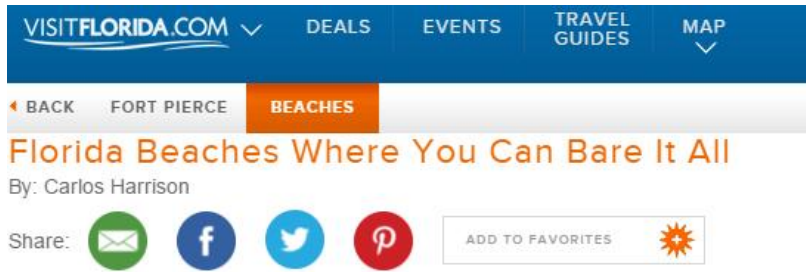 VISITFLORIDA.COM DEALS EVENTS TRAVEL GUIDES MAP
BACK FORT PIERCE BEACHES
Florida Beaches Where You Can Bare It All
By: Carlos Harrison
Share: f ADD TO FAVORITES